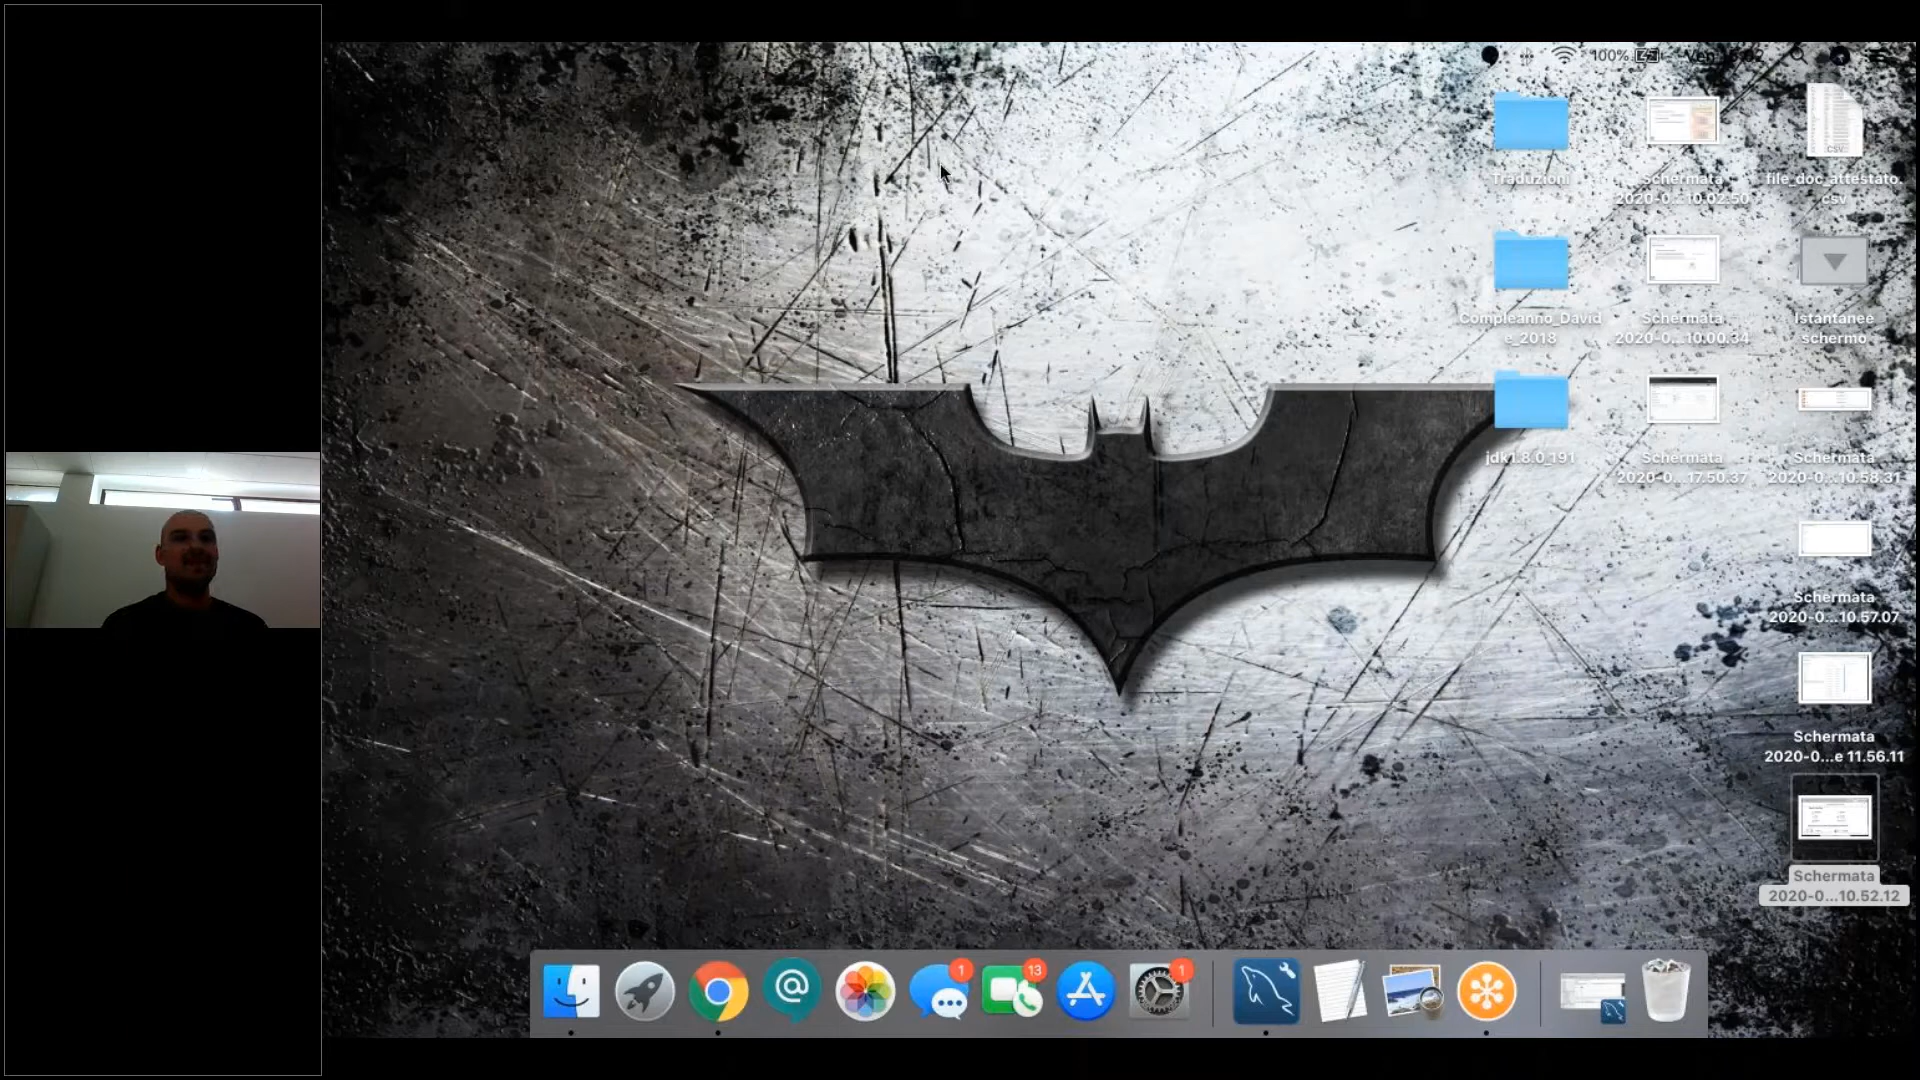 100%
Traduzioni
Schermata
2020-0...10.02.50
file_doc_attestato.
csv
CSV
Compleanno_David
e_2018
Schermata
2020-0...10.00.34
Istantanee
schermo
jdk1.8.0_191
Schermata
2020-0...17.50.37
Schermata
2020-0...10.58.31
Schermata
2020-0...10.57.07
Schermata
2020-0...e 11.56.11
Schermata
2020-0...10.52.12
1
13
1